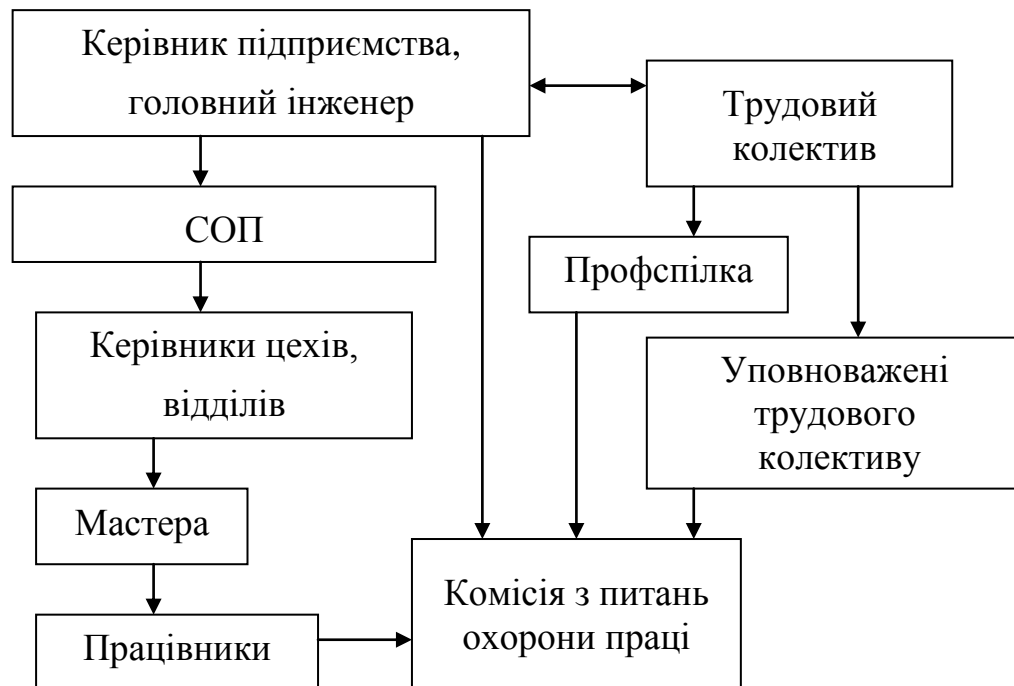 Керівник підприємства,
головний інженер
Трудовий
колектив
СОП
Профспілка
Керівники цехів,
відділів
Уповноважені
трудового
колективу
Мастера
Комісія з питань
охорони праці
Працівники